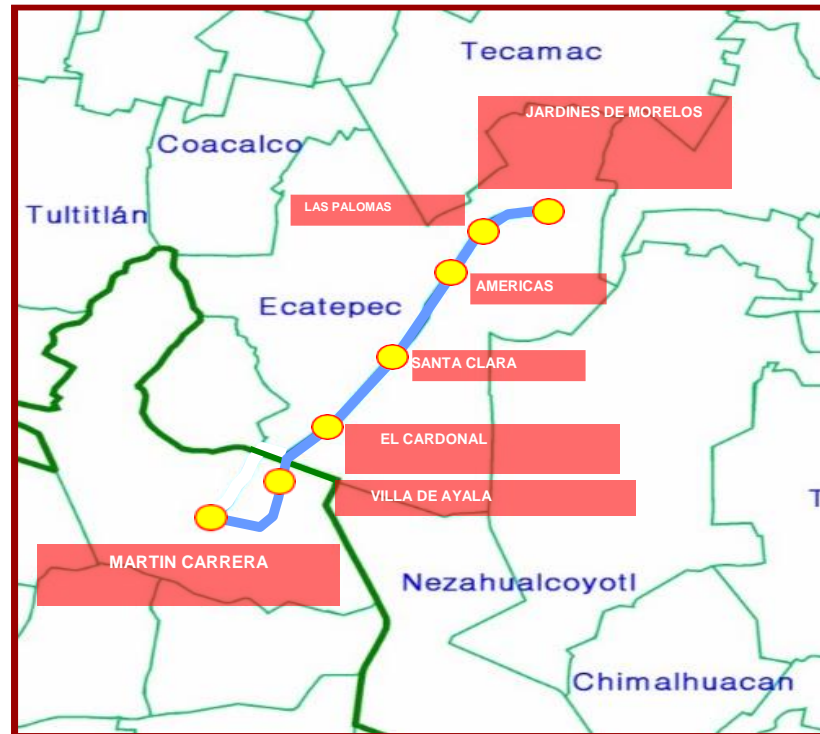 Tecamac
JARDINES DE MORELOS
Coacalco
LAS PALOMAS
Tultitlán
AMERICAS
Ecatepec
SANTA CLARA
EL CARDONAL
VILLA DE AYALA
T
MARTIN CARRERA
Nezahualcoyotl
Chimalhuacan